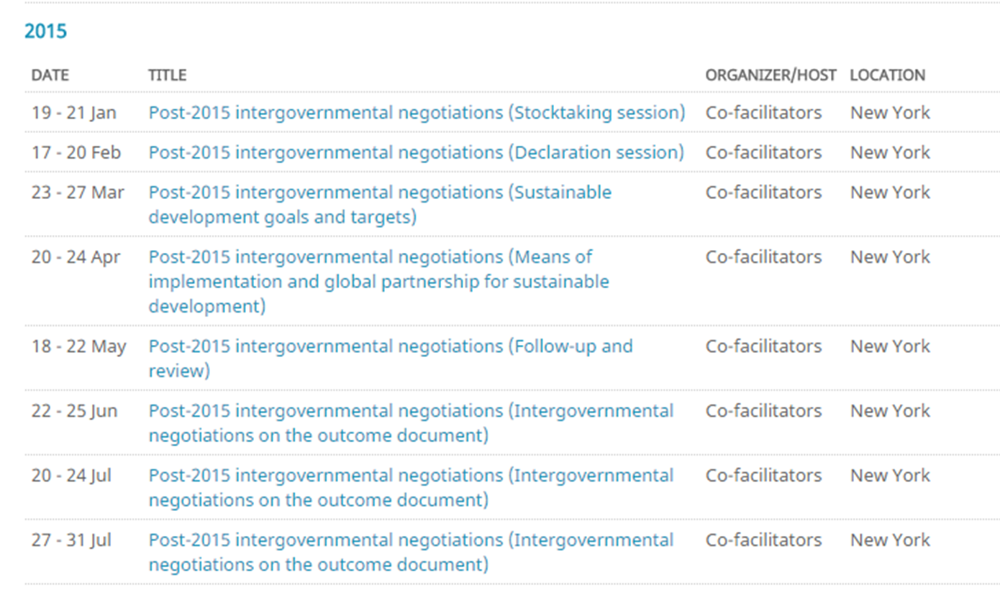 2015
DATE TITLE ORGANIZER/HOST LOCATION
19 - 21 Jan Post-2015 intergovernmental negotiations (Stocktaking session) Co-facilitators New York
17 - 20 Feb Post-2015 intergovernmental negotiations (Declaration session) Co-facilitators New York
23 - 27 Mar Post-2015 intergovernmental negotiations (Sustainable Co-facilitators New York
development goals and targets)
20 - 24 Apr Post-2015 intergovernmental negotiations (Means of Co-facilitators New York
implementation and global partnership for sustainable
development)
18 - 22 May Post-2015 intergovernmental negotiations (Follow-up and Co-facilitators New York
review)
22 - 25 Jun Post-2015 intergovernmental negotiations (Intergovernmental Co-facilitators New York
negotiations on the outcome document)
20 - 24 Jul Post-2015 intergovernmental negotiations (Intergovernmental Co-facilitators New York
negotiations on the outcome document)
27 - 31 Jul Post-2015 intergovernmental negotiations (Intergovernmental Co-facilitators New York
negotiations on the outcome document)